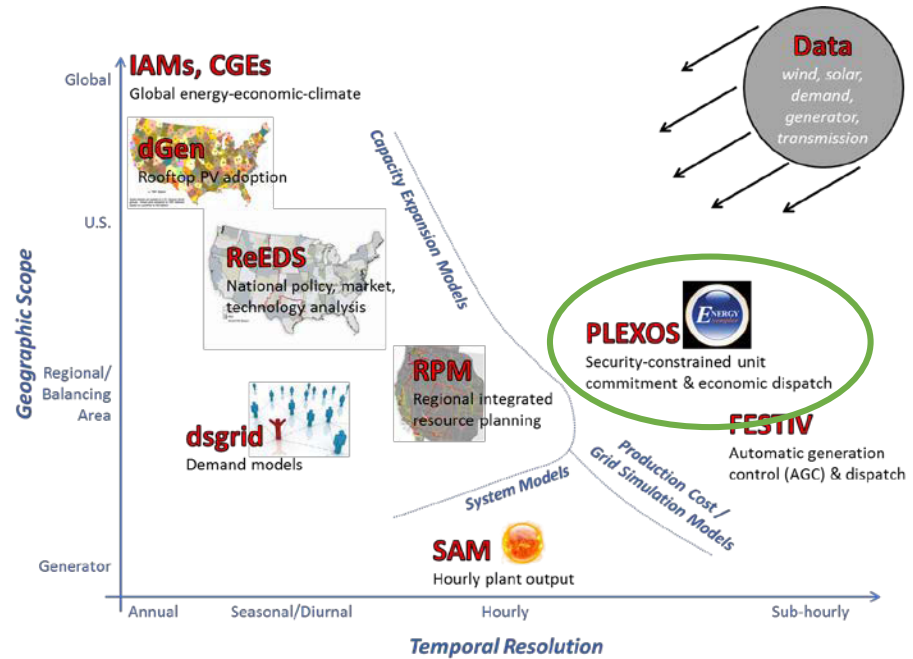 IAMs, CGEs
Global energy-economic-climate
Data
wind, solar,
demand,
generator,
transmission
Global
dGen
Rooftop PV adoption
Capacity Expansion Models
U.S.
ReEDS
National policy, market,
technology analysis
Geographic Scope
PLEXOS
ENERGY
Security-constrained unit
commitment & economic dispatch
Regional/
Balancing
Area
RPM
Regional integrated
resource planning
dsgrid
Demand models
FESTIV
Automatic generation
control (AGC) & dispatch
System Models
Production Cost /
Grid Simulation Models
SAM
Hourly plant output
Generator
Annual
Seasonal/Diurnal
Hourly
Sub-hourly
Temporal Resolution